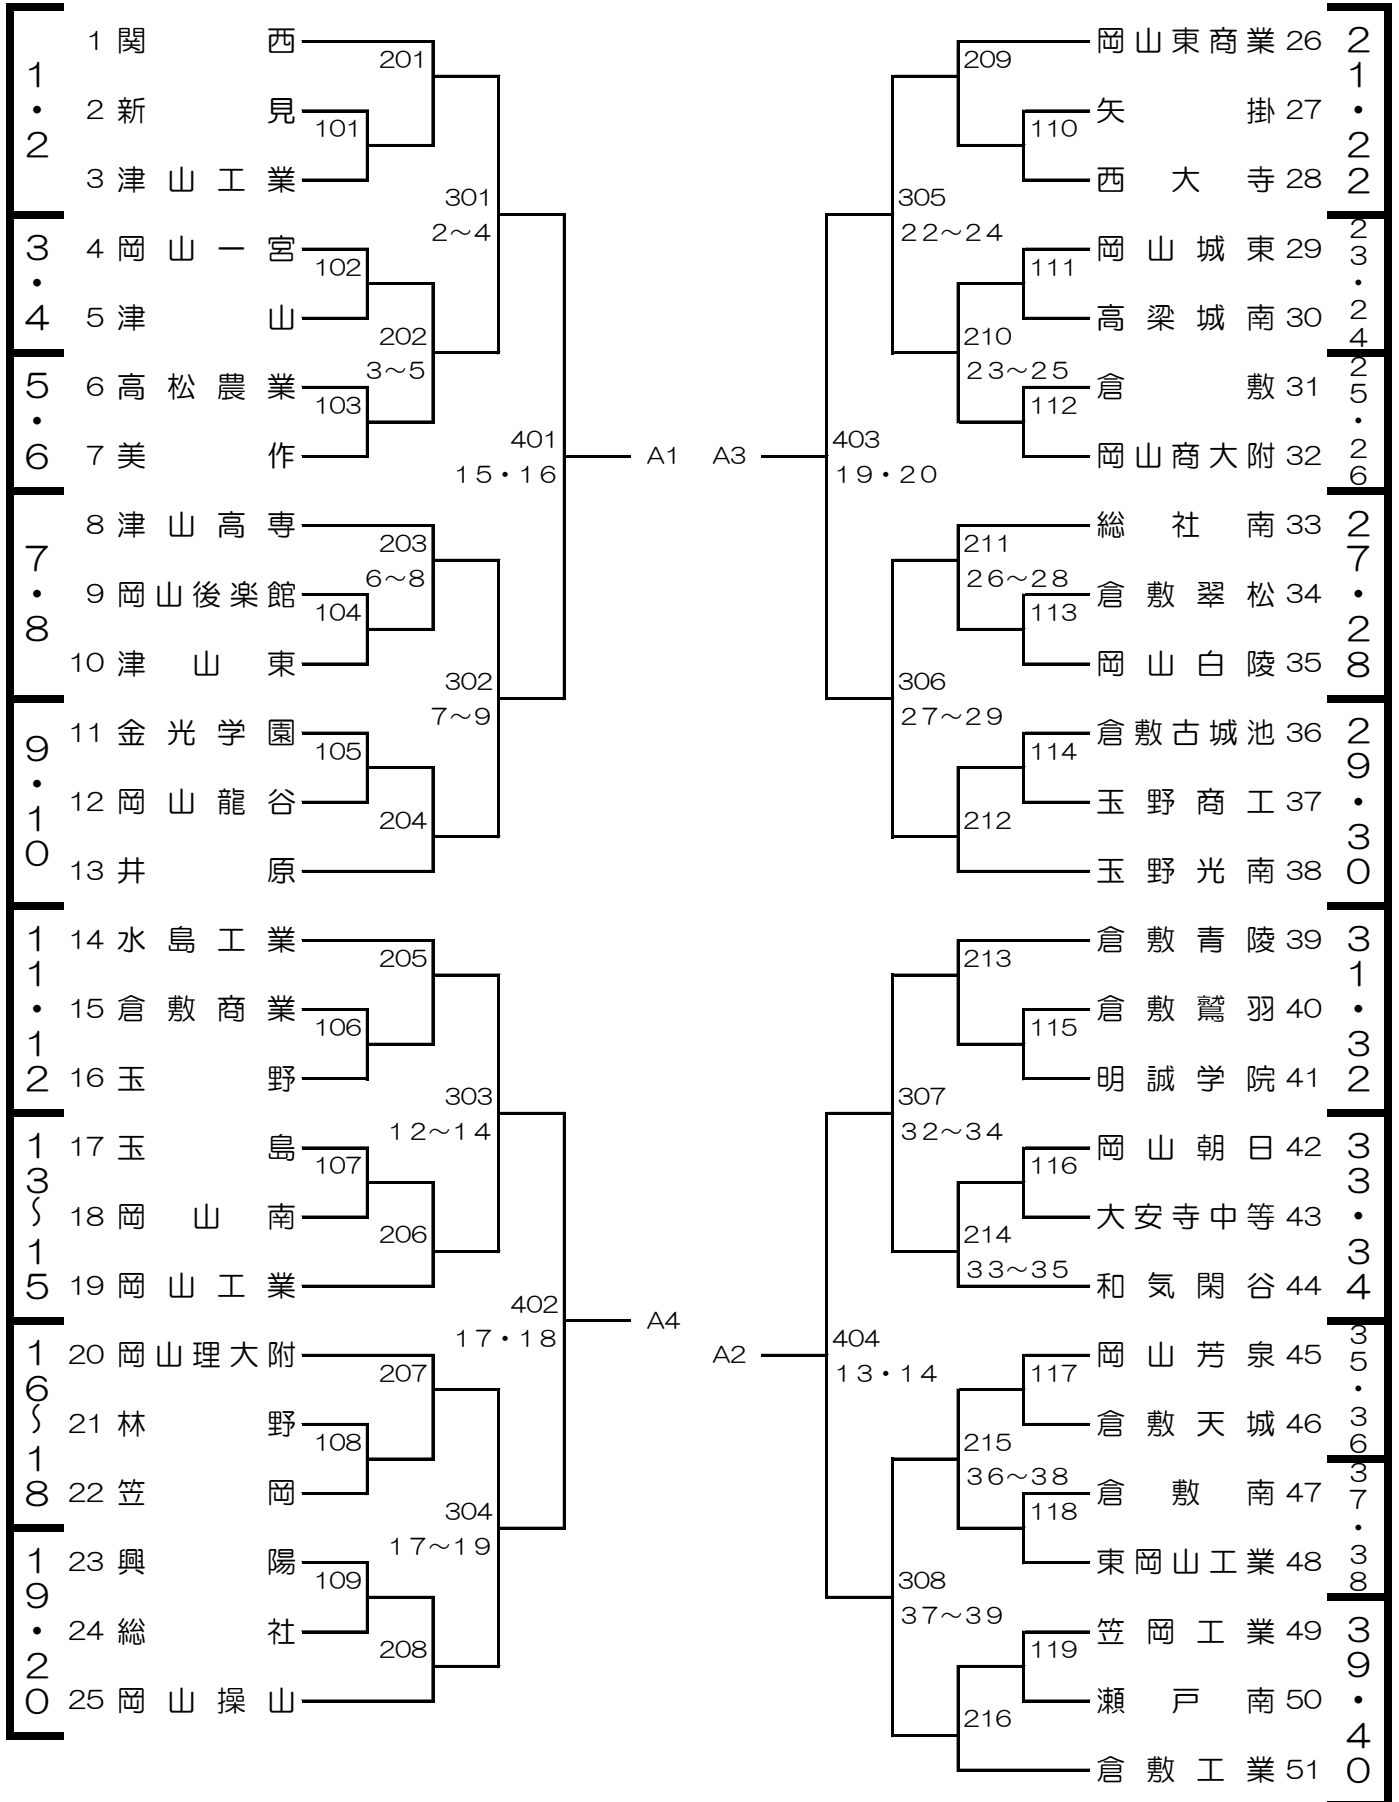 1・2
1 関西
201
2 新見
101
3 津山工業
301
2～4
3・4
4 岡山一宮
102
5 津山
202
3～5
5・6
6 高松農業
103
7 美作
401
15・16
A1
7・8
8 津山高専
203
6～8
9 岡山後楽館
104
10 津山東
302
7～9
9・10
11 金光学園
105
12 岡山龍谷
204
13 井原
11・12
14 水島工業
205
15 倉敷商業
106
16 玉野
303
12～14
13～15
17 玉島
107
18 岡山南
206
19 岡山工業
402
17・18
A4
16～18
20 岡山理大附
207
21 林野
108
22 笠岡
304
17～19
19・20
23 興陽
109
24 総社
208
25 岡山操山
岡山東商業 26
21・22
209
矢掛 27
110
西大寺 28
305
22～24
岡山城東 29
23・24
111
高梁城南 30
210
23～25
倉敷 31
25・26
112
岡山商大附 32
A3
403
19・20
総社南 33
27・28
211
26～28
倉敷翠松 34
113
岡山白陵 35
306
27～29
倉敷古城池 36
29・30
114
玉野商工 37
212
玉野光南 38
倉敷青陵 39
31・32
213
倉敷鷲羽 40
115
明誠学院 41
307
32～34
岡山朝日 42
33・34
116
大安寺中等 43
214
33～35
和気閑谷 44
A2
404
13・14
岡山芳泉 45
35・36
117
倉敷天城 46
215
36～38
倉敷南 47
37・38
118
東岡山工業 48
308
37～39
笠岡工業 49
39・40
119
瀬戸南 50
216
倉敷工業 51